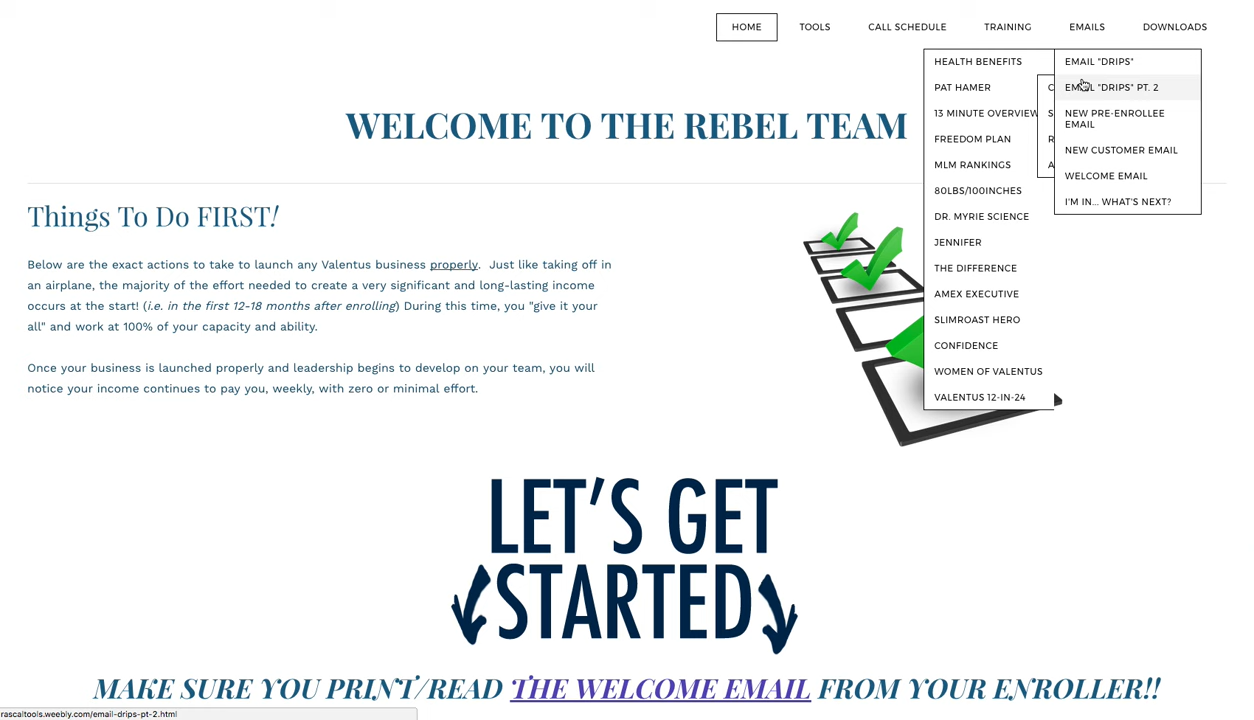 HOME
TOOLS
CALL SCHEDULE
TRAINING
EMAILS
DOWNLOADS
HEALTH BENEFITS
PAT HAMER
13 MINUTE OVERVIEW
FREEDOM PLAN
MLM RANKINGS
80LBS/100INCHES
DR. MYRIE SCIENCE
JENNIFER
THE DIFFERENCE
AMEX EXECUTIVE
SLIMROAST HERO
CONFIDENCE
WOMEN OF VALENTUS
VALENTUS 12-IN-24
EMAIL "DRIPS"
EMAIL "DRIPS" PT. 2
NEW PRE-ENROLLEE
EMAIL
NEW CUSTOMER EMAIL
WELCOME EMAIL
I'M IN... WHAT'S NEXT?
WELCOME TO THE REBEL TEAM
Things To Do FIRST!
Below are the exact actions to take to launch any Valentus business properly. Just like taking off in
an airplane, the majority of the effort needed to create a very significant and long-lasting income
occurs at the start! (i.e. in the first 12-18 months after enrolling) During this time, you "give it your
all" and work at 100% of your capacity and ability.
Once your business is launched properly and leadership begins to develop on your team, you will
notice your income continues to pay you, weekly, with zero or minimal effort.
LET'S GET
STARTED
MAKE SURE YOU PRINT/READ THE WELCOME EMAIL FROM YOUR ENROLLER!!
rascaltools.weebly.com/email-drips-pt-2.html